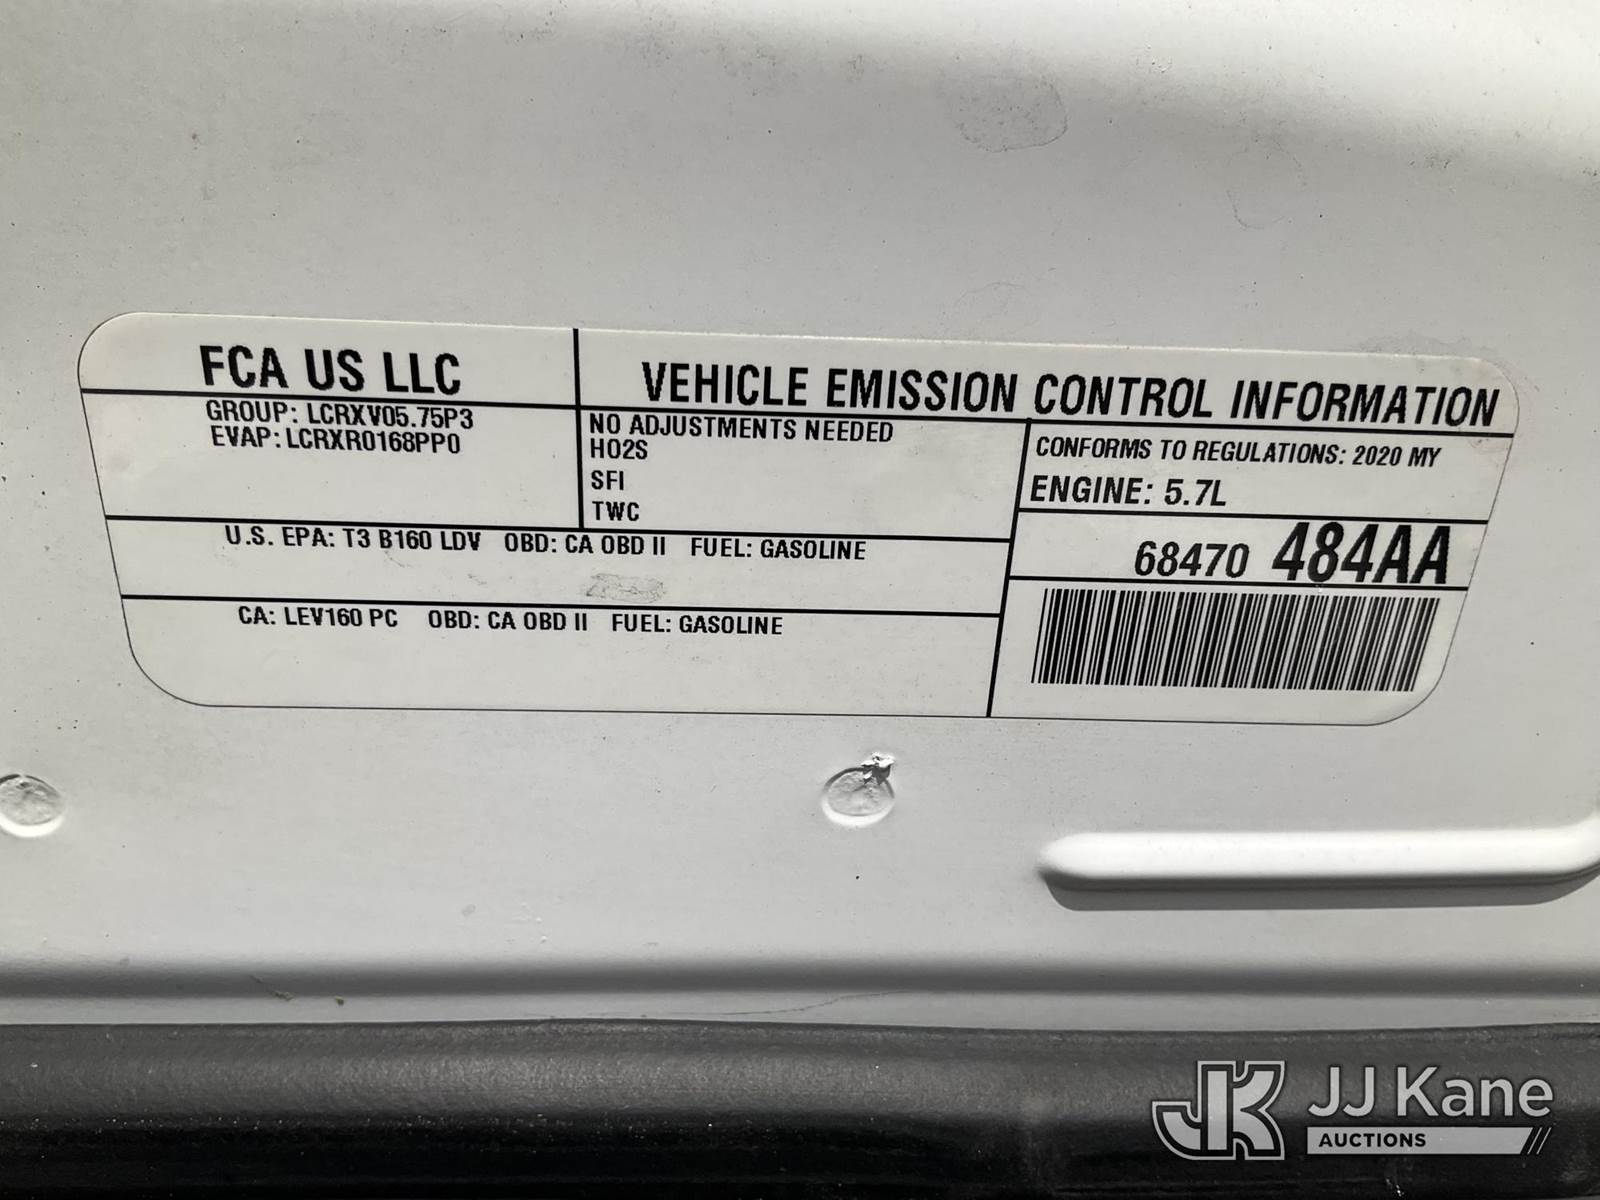 FCA US LLC
VEHICLE EMISSION CONTROL INFORMATION
GROUP: LCRXV05.75P3
EVAP: LCRXR0168PP0
NO ADJUSTMENTS NEEDED
HO2S
SFI
TWC
CONFORMS TO REGULATIONS: 2020 MY
ENGINE: 5.7L
U.S. EPA: T3 B160 LDV OBD: CA OBD II FUEL: GASOLINE
68470 484AA
CA: LEV160 PC OBD: CA OBD II FUEL: GASOLINE
JK JJ Kane
AUCTIONS